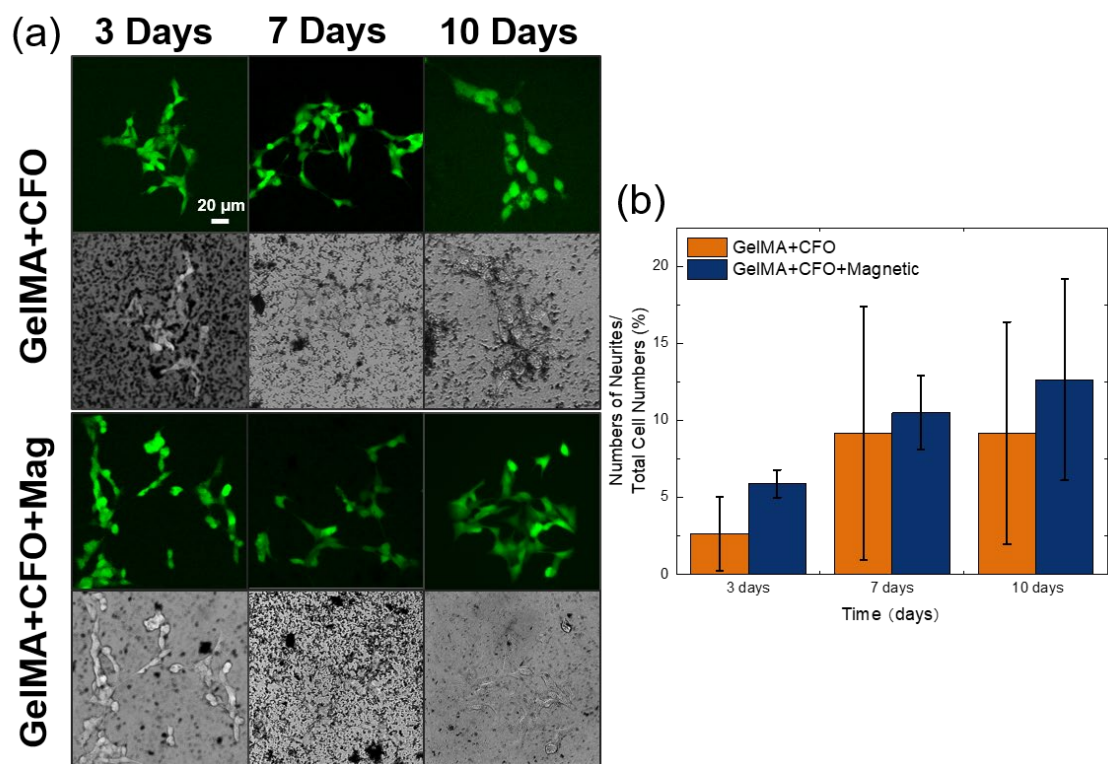 (a)
3 Days 7 Days 10 Days
GelMA+CFO
20 μm
GelMA+CFO+Mag
(b)
GelMA+CFO
GelMA+CFO+Magnetic
Numbers of Neurites/
Total Cell Numbers (%)
20
15
10
5
0
3 days 7 days 10 days
Time (days)